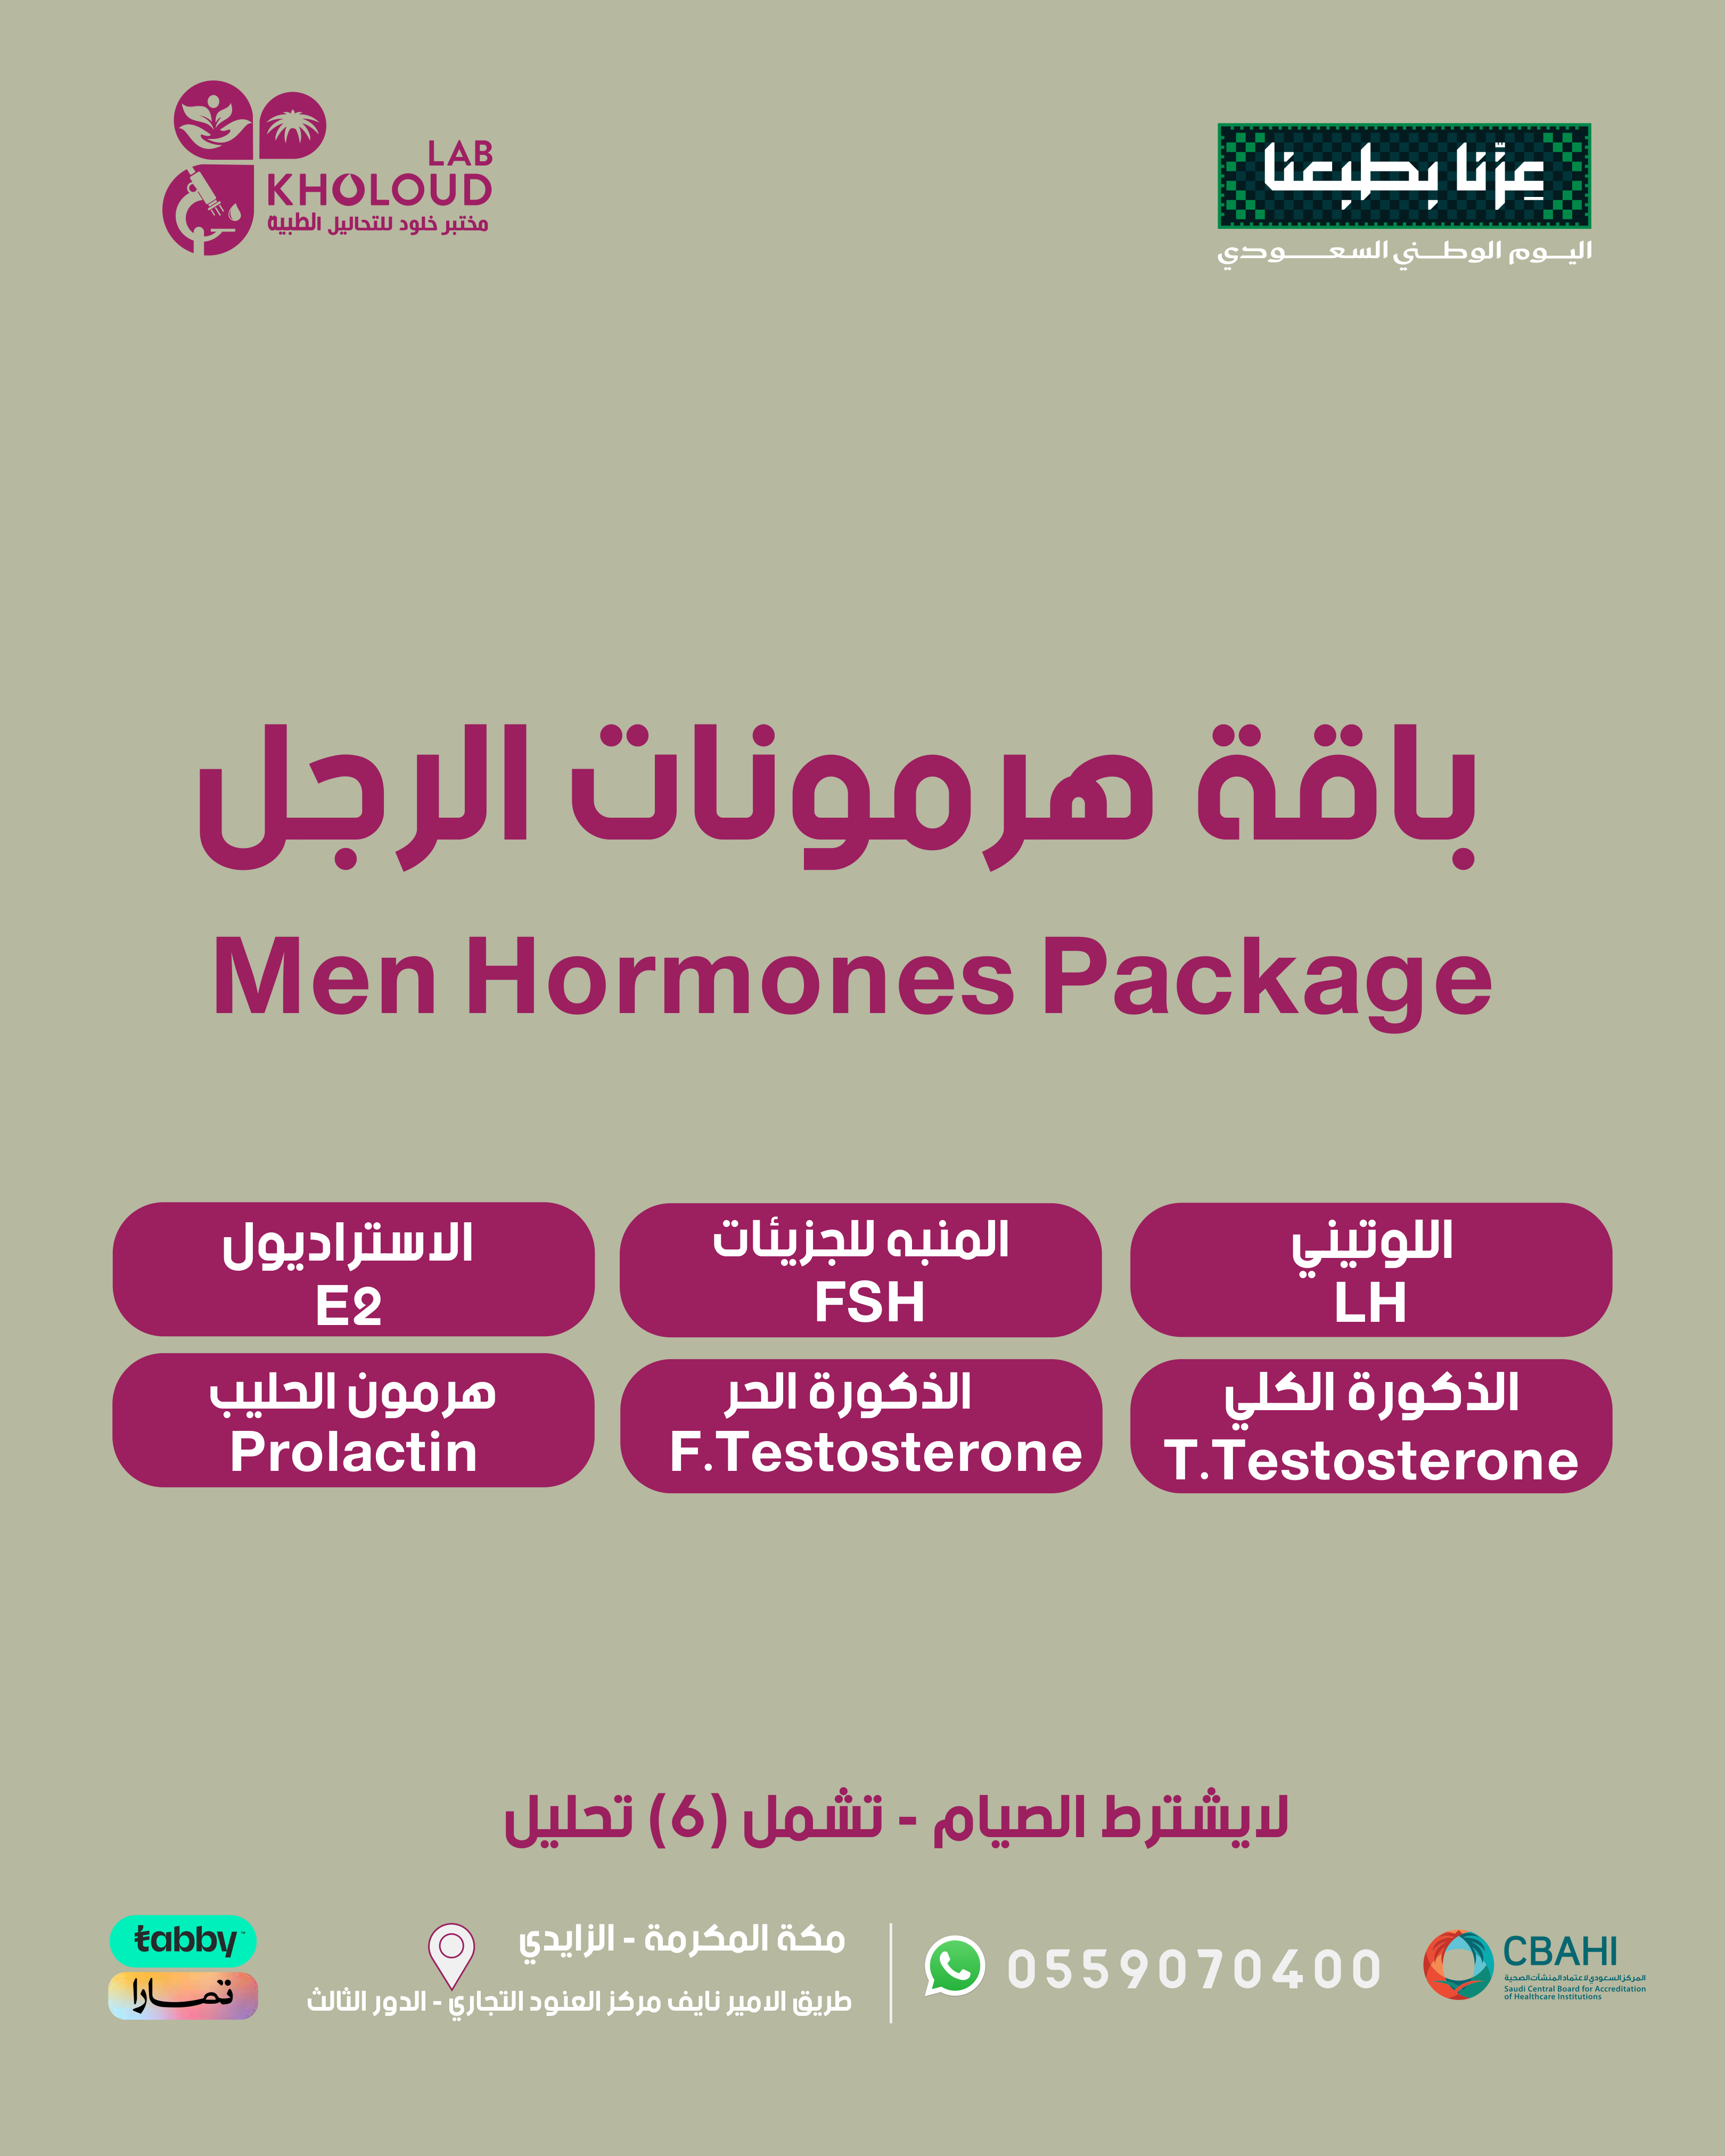 LAB
KHOLOUD
مختبر خلود للتحاليل الطبية
عزّنا بطبعنا
اليوم الوطني السعودي
باقة هرمونات الرجل
Men Hormones Package
اللوتيني
LH
المنبه للجزيئات
FSH
الاستراديول
E2
الذكورة الكلي
T.Testosterone
الذكورة الحر
F.Testosterone
هرمون الحليب
Prolactin
لايشترط الصيام - تشمل (6) تحليل
CBAHI
المركز السعودي لاعتماد المنشآت الصحية
Saudi Central Board for Accreditation
of Healthcare Institutions
0559070400
مكة المكرمة - الزايدي
طريق الامير نايف مركز العنود التجاري - الدور الثالث
tabby
تمارا